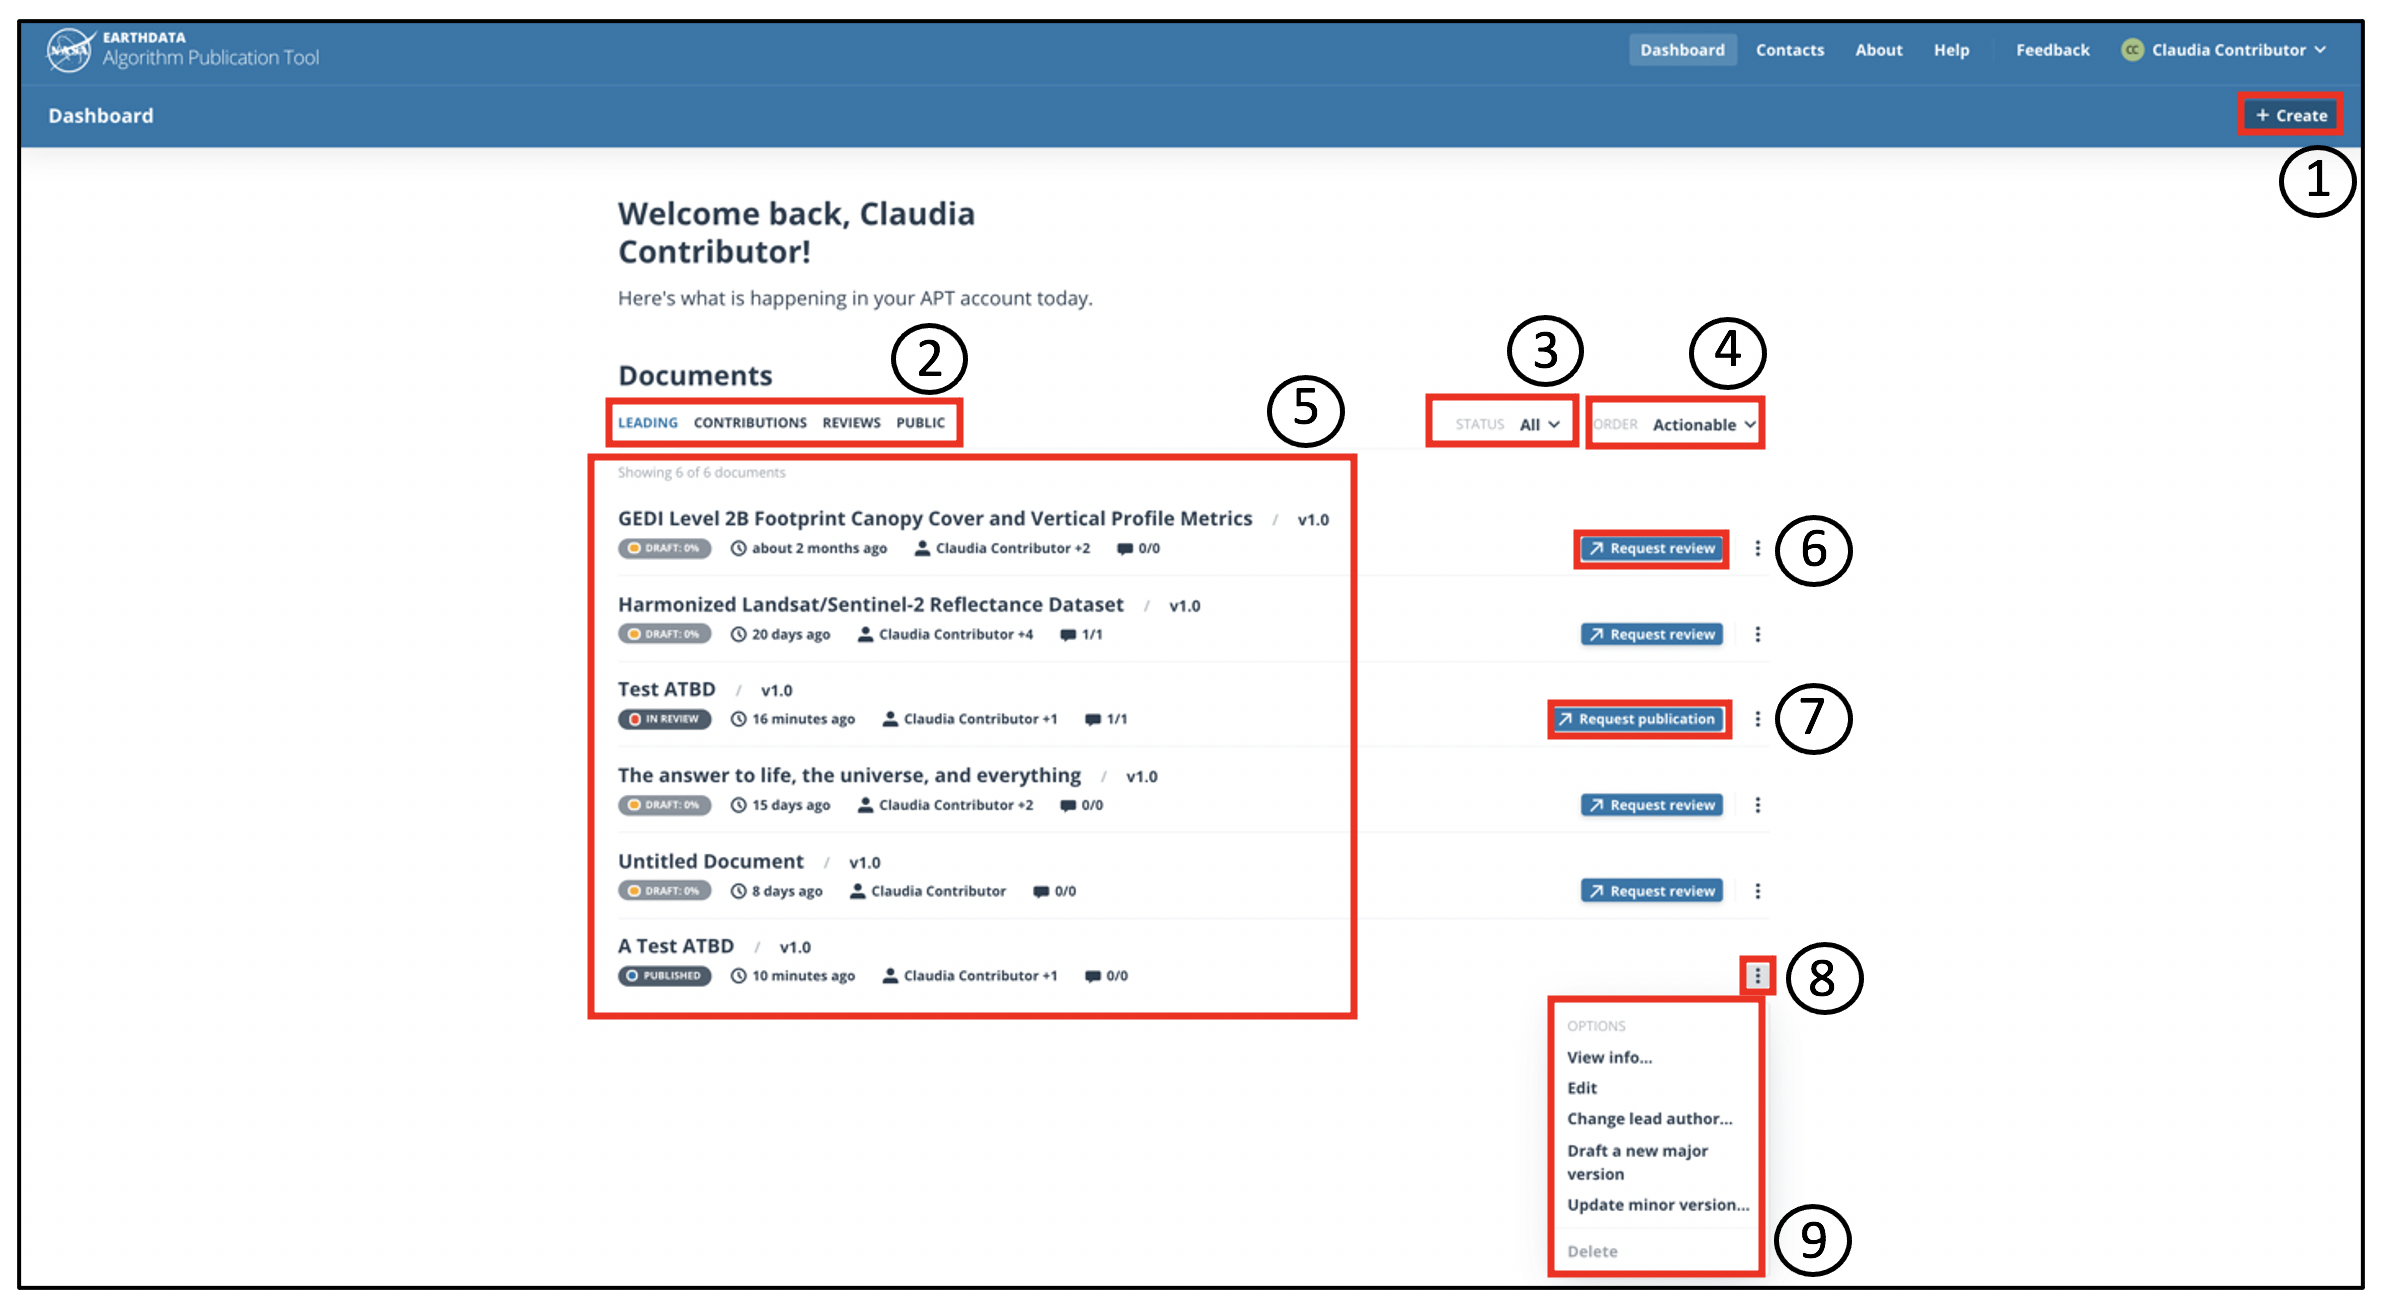 NASA
EARTHDATA
Algorithm Publication Tool
Dashboard Contacts About Help Feedback CC Claudia Contributor
Dashboard
+ Create
1
Welcome back, Claudia
Contributor!
Here's what is happening in your APT account today.
Documents
2
3
4
5
LEADING CONTRIBUTIONS REVIEWS PUBLIC
STATUS All
ORDER Actionable
Showing 6 of 6 documents
GEDI Level 2B Footprint Canopy Cover and Vertical Profile Metrics / v1.0
DRAFT: 0% about 2 months ago Claudia Contributor +2 0/0
Request review
6
Harmonized Landsat/Sentinel-2 Reflectance Dataset / v1.0
DRAFT: 0% 20 days ago Claudia Contributor +4 1/1
Request review
Test ATBD / v1.0
IN REVIEW 16 minutes ago Claudia Contributor +1 1/1
Request publication
7
The answer to life, the universe, and everything / v1.0
DRAFT: 0% 15 days ago Claudia Contributor +2 0/0
Request review
Untitled Document / v1.0
DRAFT: 0% 8 days ago Claudia Contributor 0/0
Request review
A Test ATBD / v1.0
PUBLISHED 10 minutes ago Claudia Contributor +1 0/0
8
OPTIONS
View info...
Edit
Change lead author...
Draft a new major
version
Update minor version...
Delete
9